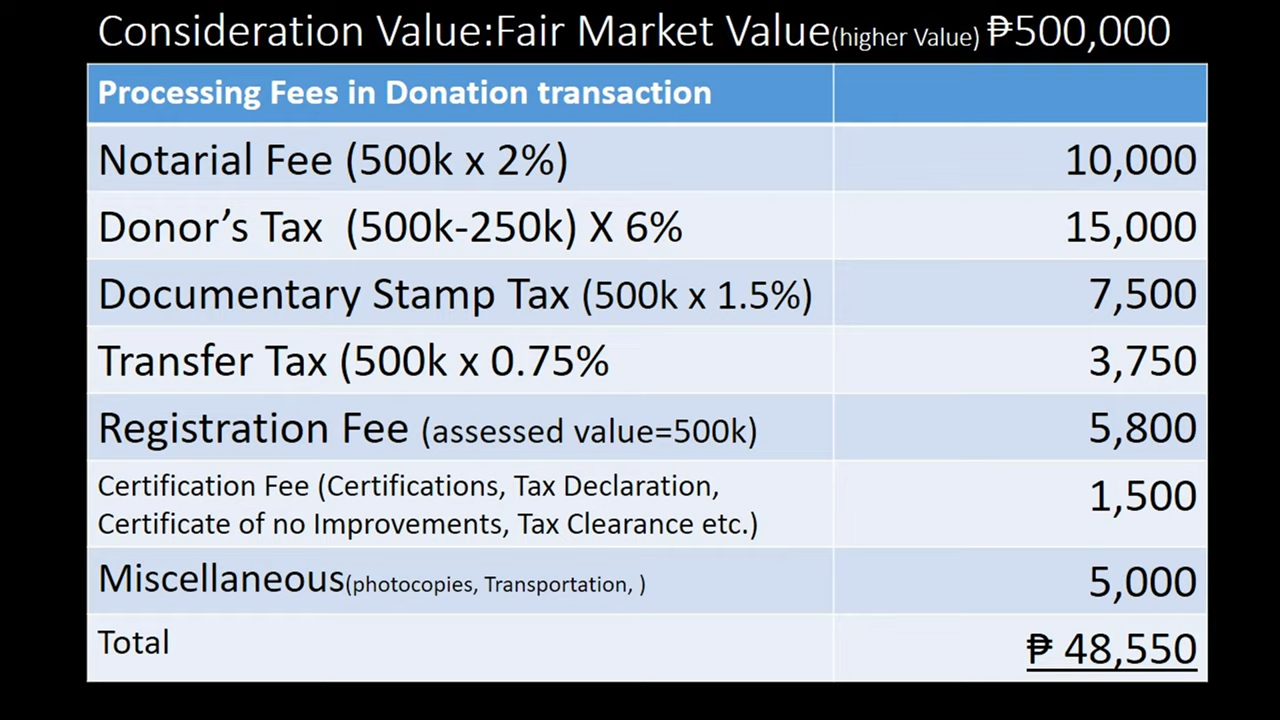 Consideration Value:Fair Market Value(higher Value) ₱500,000
Processing Fees in Donation transaction
Notarial Fee (500k x 2%) 10,000
Donor’s Tax (500k-250k) X 6% 15,000
Documentary Stamp Tax (500k x 1.5%) 7,500
Transfer Tax (500k x 0.75% 3,750
Registration Fee (assessed value=500k) 5,800
Certification Fee (Certifications, Tax Declaration,
Certificate of no Improvements, Tax Clearance etc.) 1,500
Miscellaneous(photocopies, Transportation, ) 5,000
Total ₱ 48,550